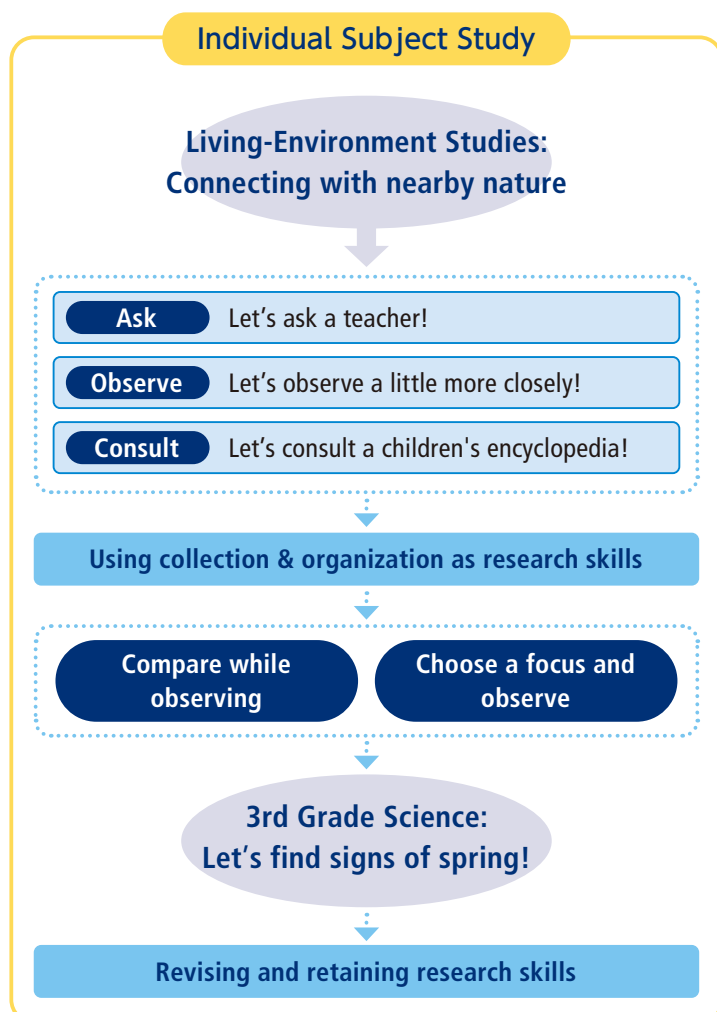 Individual Subject Study
Living-Environment Studies:
Connecting with nearby nature
Ask Let's ask a teacher!
Observe Let's observe a little more closely!
Consult Let's consult a children's encyclopedia!
Using collection & organization as research skills
Compare while
observing
Choose a focus and
observe
3rd Grade Science:
Let's find signs of spring!
Revising and retaining research skills